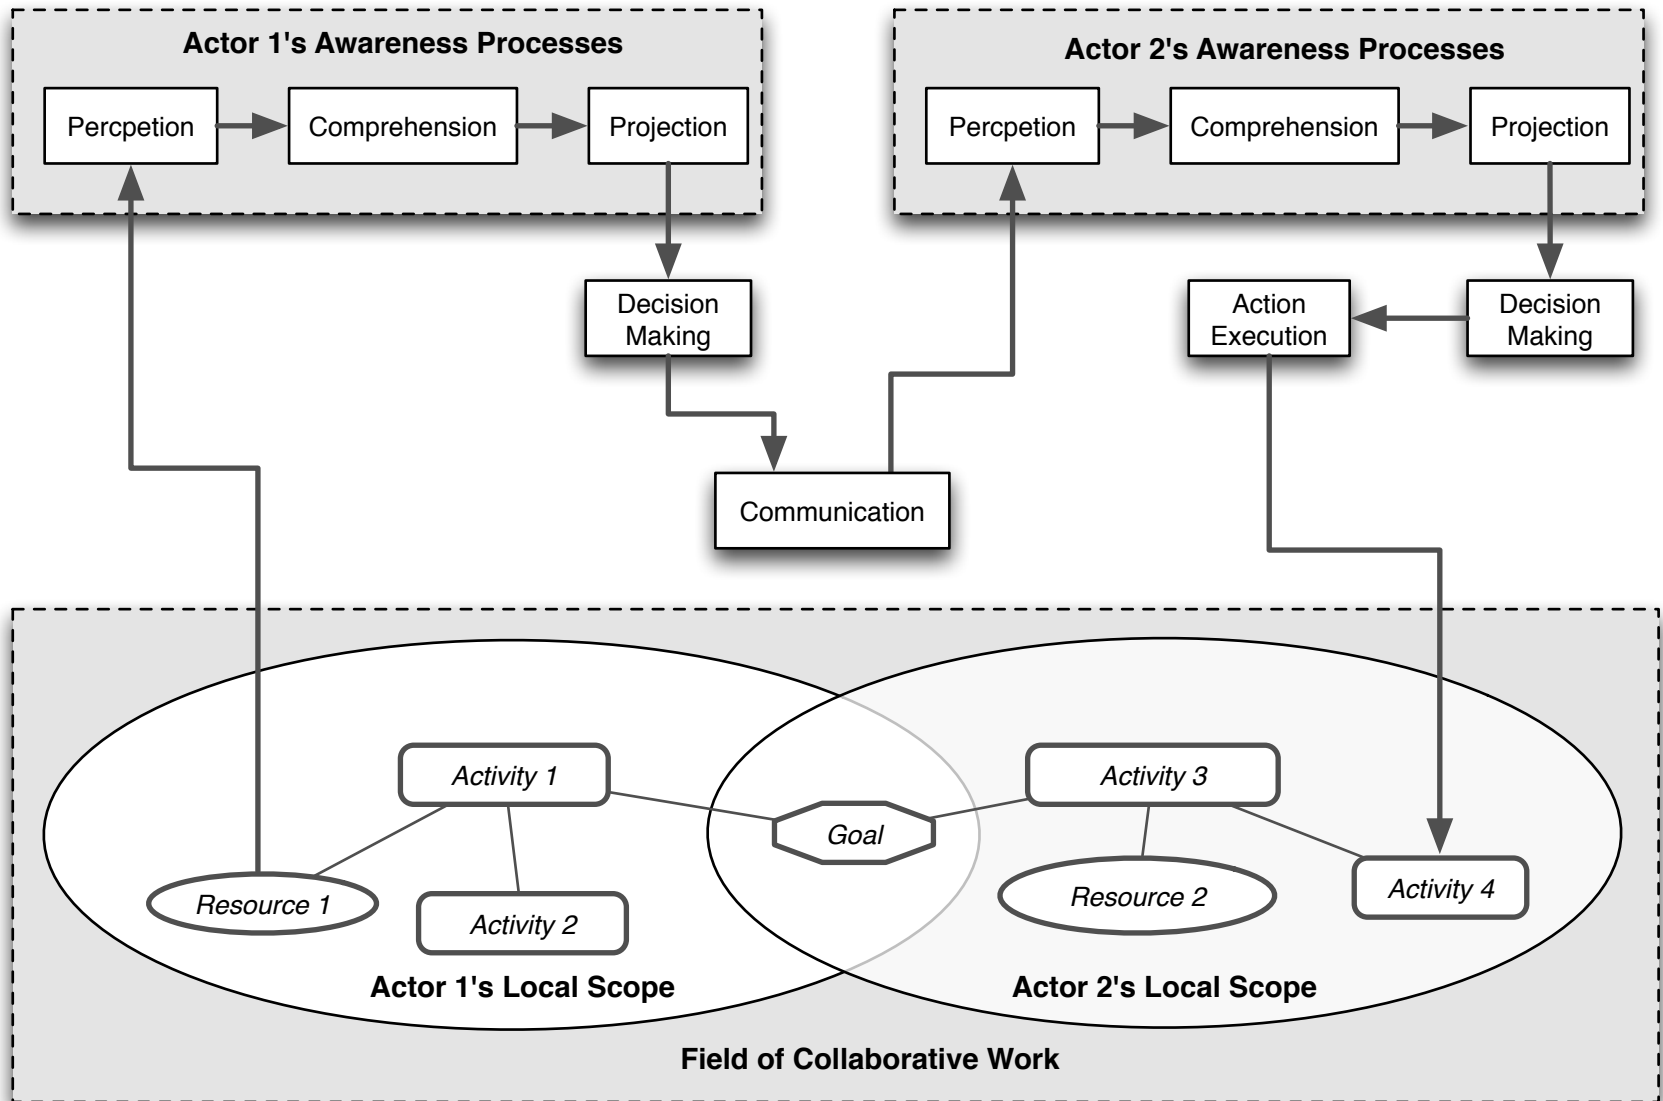 Actor 1's Awareness Processes
Percpetion
Comprehension
Projection
Decision
Making
Actor 2's Awareness Processes
Percpetion
Comprehension
Projection
Decision
Making
Action
Execution
Communication
Activity 1
Resource 1
Activity 2
Goal
Activity 3
Resource 2
Activity 4
Actor 1's Local Scope
Actor 2's Local Scope
Field of Collaborative Work